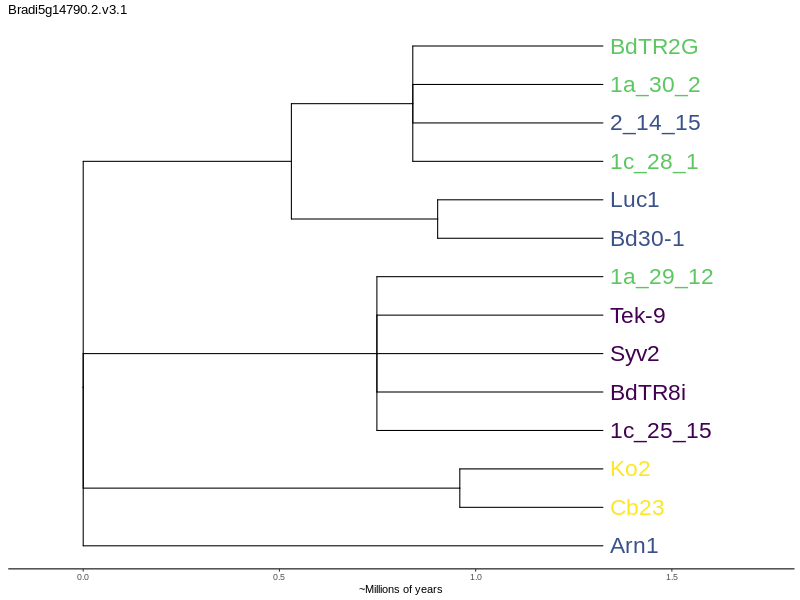 Bradi5g14790.2.v3.1
BdTR2G
1a_30_2
2_14_15
1c_28_1
Luc1
Bd30-1
1a_29_12
Tek-9
Syv2
BdTR8i
1c_25_15
Ko2
Cb23
Arn1
0.0 0.5 1.0 1.5
~Millions of years